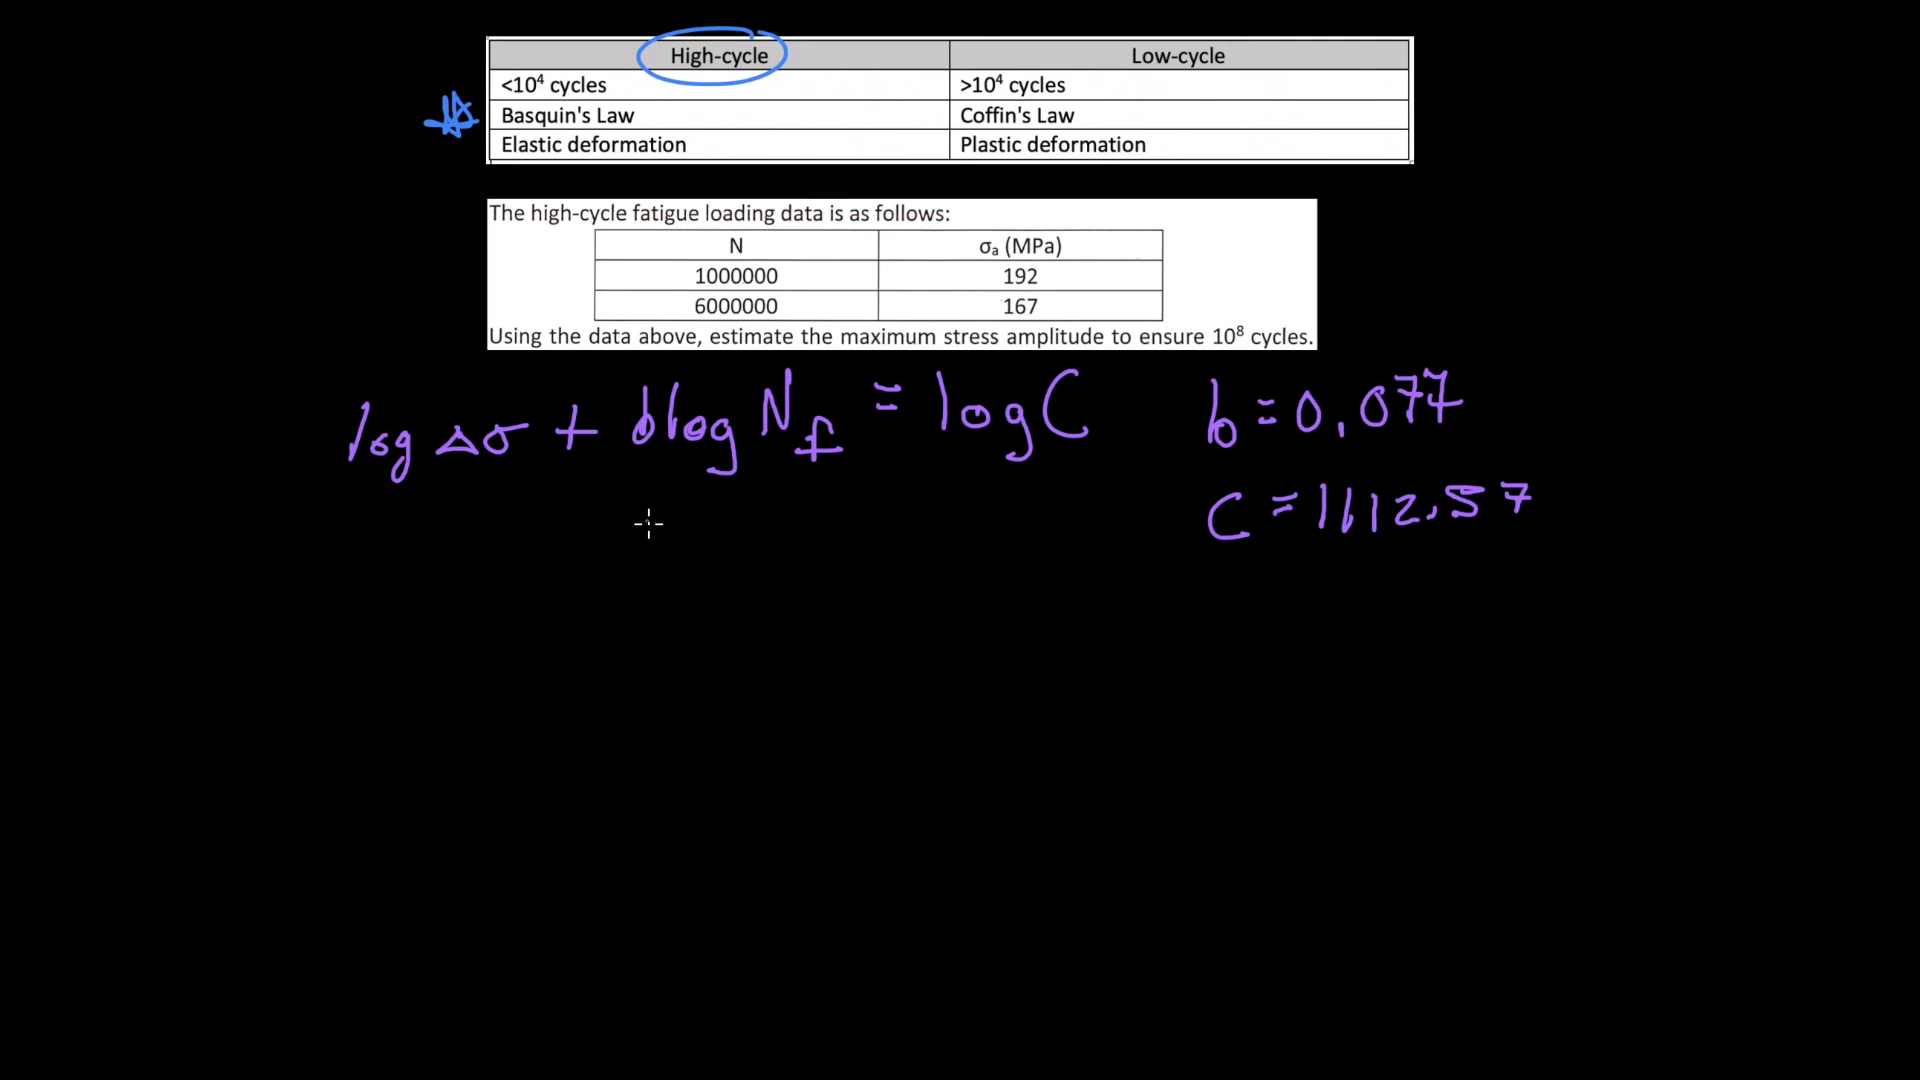 High-cycle Low-cycle
<10⁴ cycles >10⁴ cycles
Basquin's Law Coffin's Law
Elastic deformation Plastic deformation
The high-cycle fatigue loading data is as follows:
N σₐ (MPa)
1000000 192
6000000 167
Using the data above, estimate the maximum stress amplitude to ensure 10⁸ cycles.
log Δσ + blog N_f = log C b = 0.077
C = 1112.57